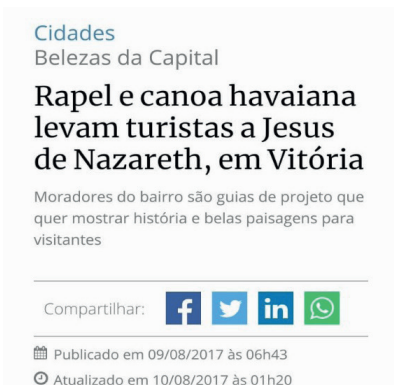 Cidades
Belezas da Capital
Rapel e canoa havaiana
levam turistas a Jesus
de Nazareth, em Vitória
Moradores do bairro são guias de projeto que
quer mostrar história e belas paisagens para
visitantes
Compartilhar:
Publicado em 09/08/2017 às 06h43
Atualizado em 10/08/2017 às 01h20